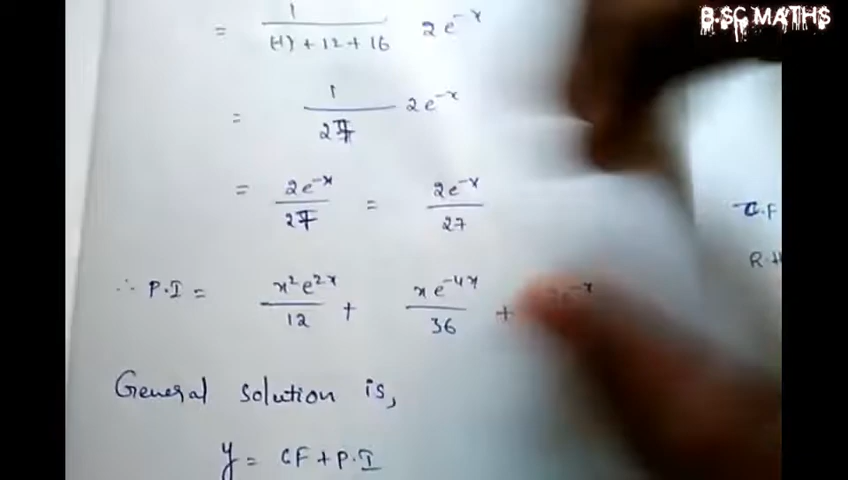 B.SC MATHS
= 1 / (-1) + 12 + 16 2e^-x
= 1 / 27 2e^-x
= 2e^-x / 27 = 2e^-x / 27
∴ P.I = x²e^2x / 12 + xe^-4x / 36 + e^-x
General solution is,
y = CF + P.I
C.F
R.H